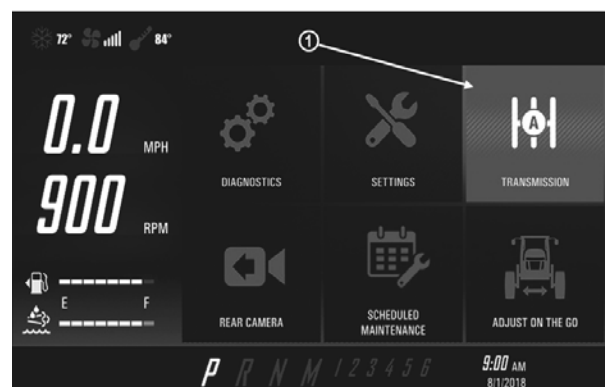 72° 84°
①
0.0 MPH
900 RPM
E F
DIAGNOSTICS
SETTINGS
A
TRANSMISSION
REAR CAMERA
SCHEDULED
MAINTENANCE
ADJUST ON THE GO
P R N M 1 2 3 4 5 6
9:00 AM
8/1/2018